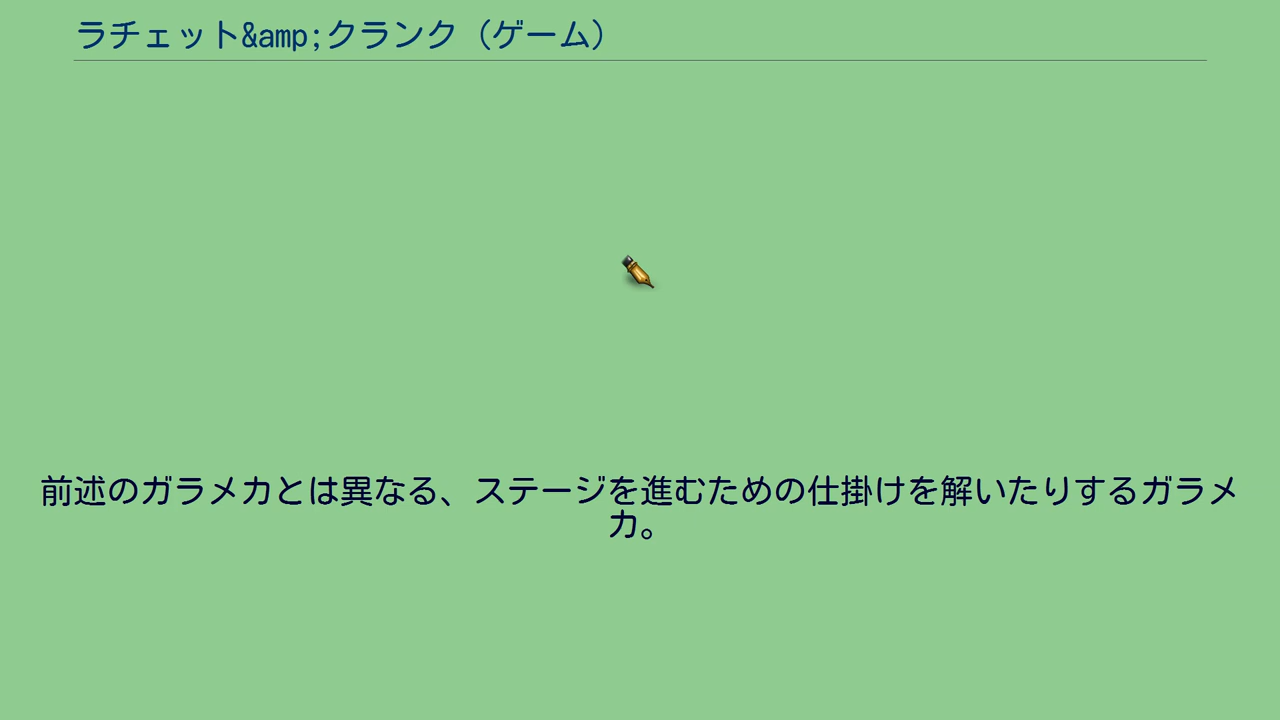 ラチェット&amp;クランク（ゲーム）
前述のガラメカとは異なる、ステージを進むための仕掛けを解いたりするガラメ
カ。